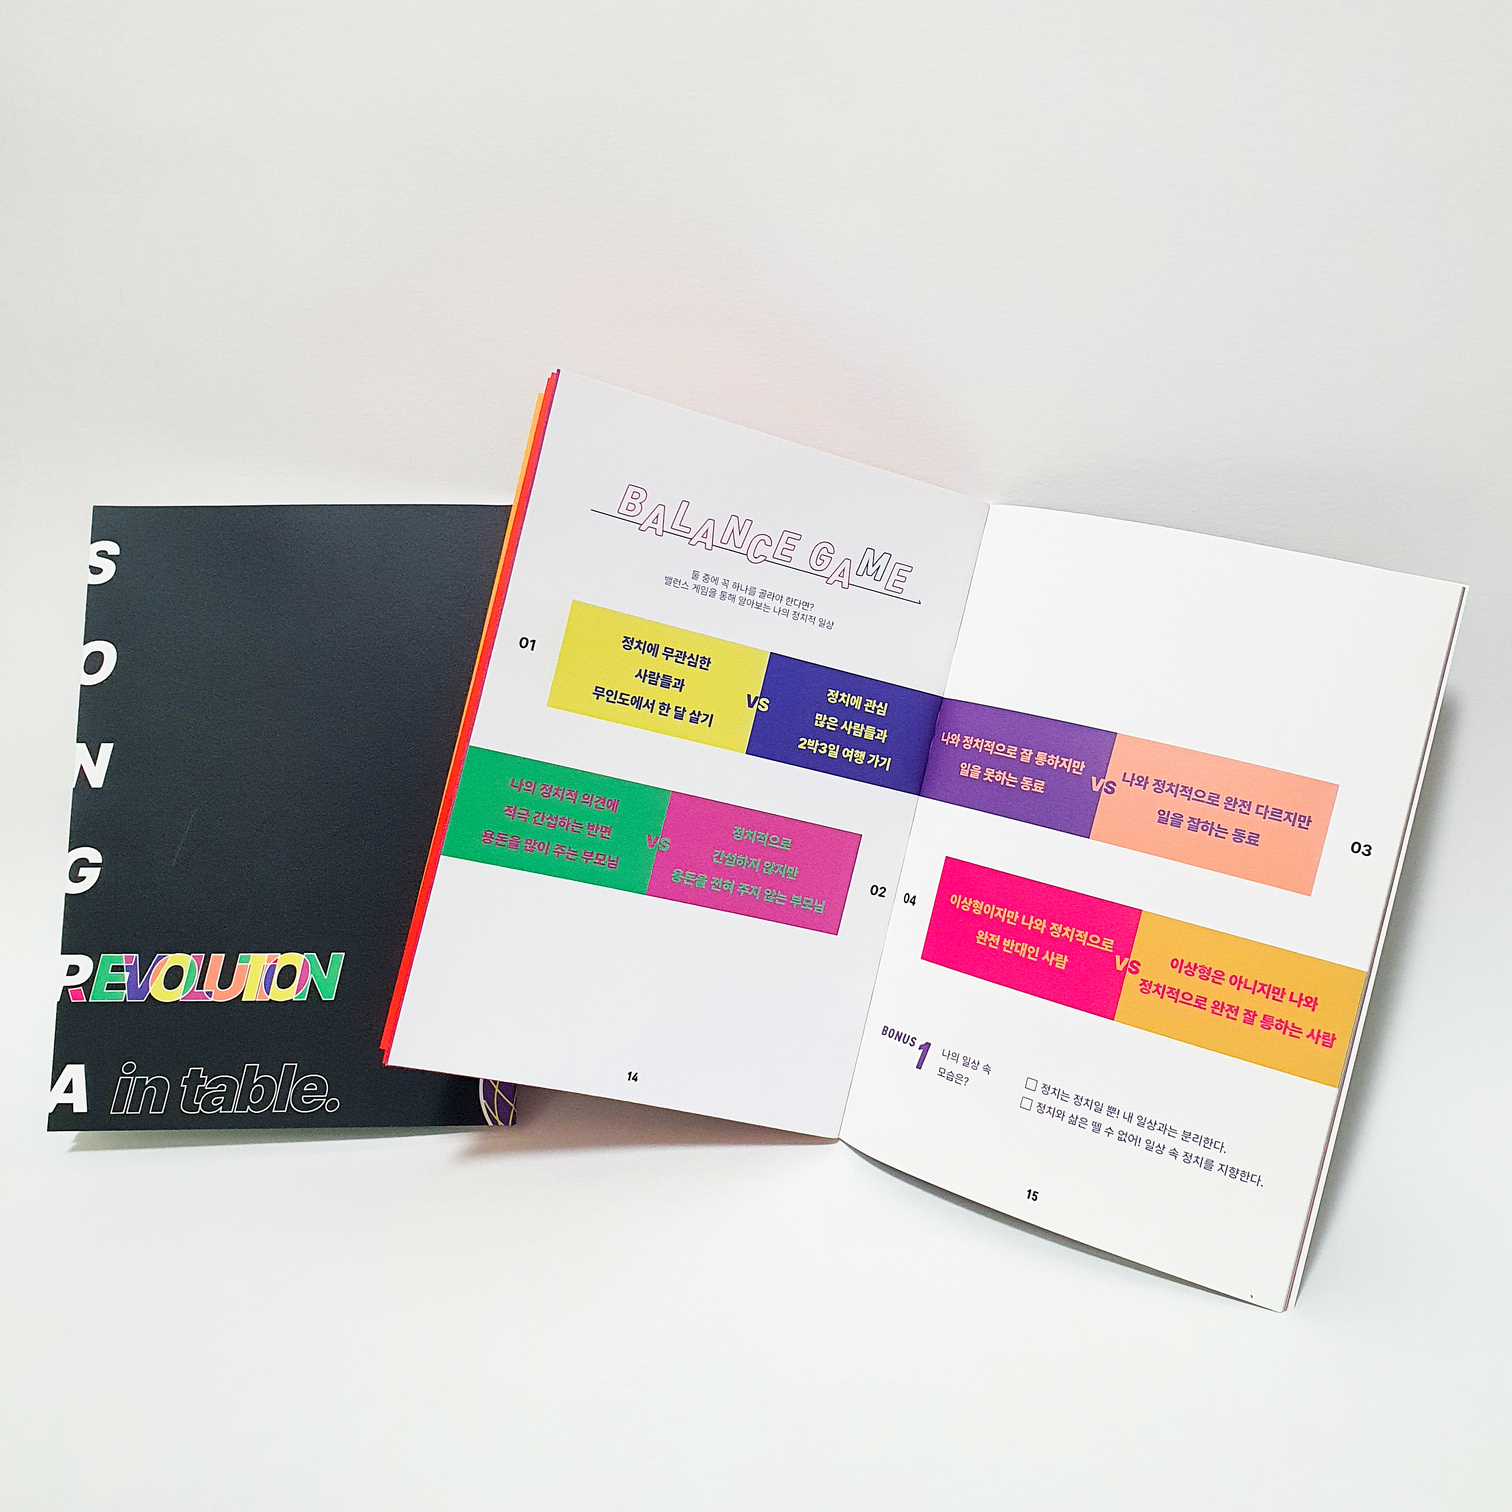 S
O
N
G
REVOLUTION
A in table.
BALANCE GAME
둘 중에 꼭 하나를 골라야 한다면?
밸런스 게임을 통해 알아보는 나의 정치적 일상
01
정치에 무관심한
사람들과
무인도에서 한 달 살기
VS
정치에 관심
많은 사람들과
2박3일 여행 가기
나의 정치적 의견에
적극 간섭하는 반면
용돈을 많이 주는 부모님
VS
정치적으로
간섭하지 않지만
용돈을 전혀 주지 않는 부모님
02
14
나와 정치적으로 잘 통하지만
일을 못하는 동료
VS
나와 정치적으로 완전 다르지만
일을 잘하는 동료
03
04
이상형이지만 나와 정치적으로
완전 반대인 사람
VS
이상형은 아니지만 나와
정치적으로 완전 잘 통하는 사람
BONUS 1
나의 일상 속
모습은?
정치는 정치일 뿐! 내 일상과는 분리한다.
정치와 삶은 뗄 수 없어! 일상 속 정치를 지향한다.
15